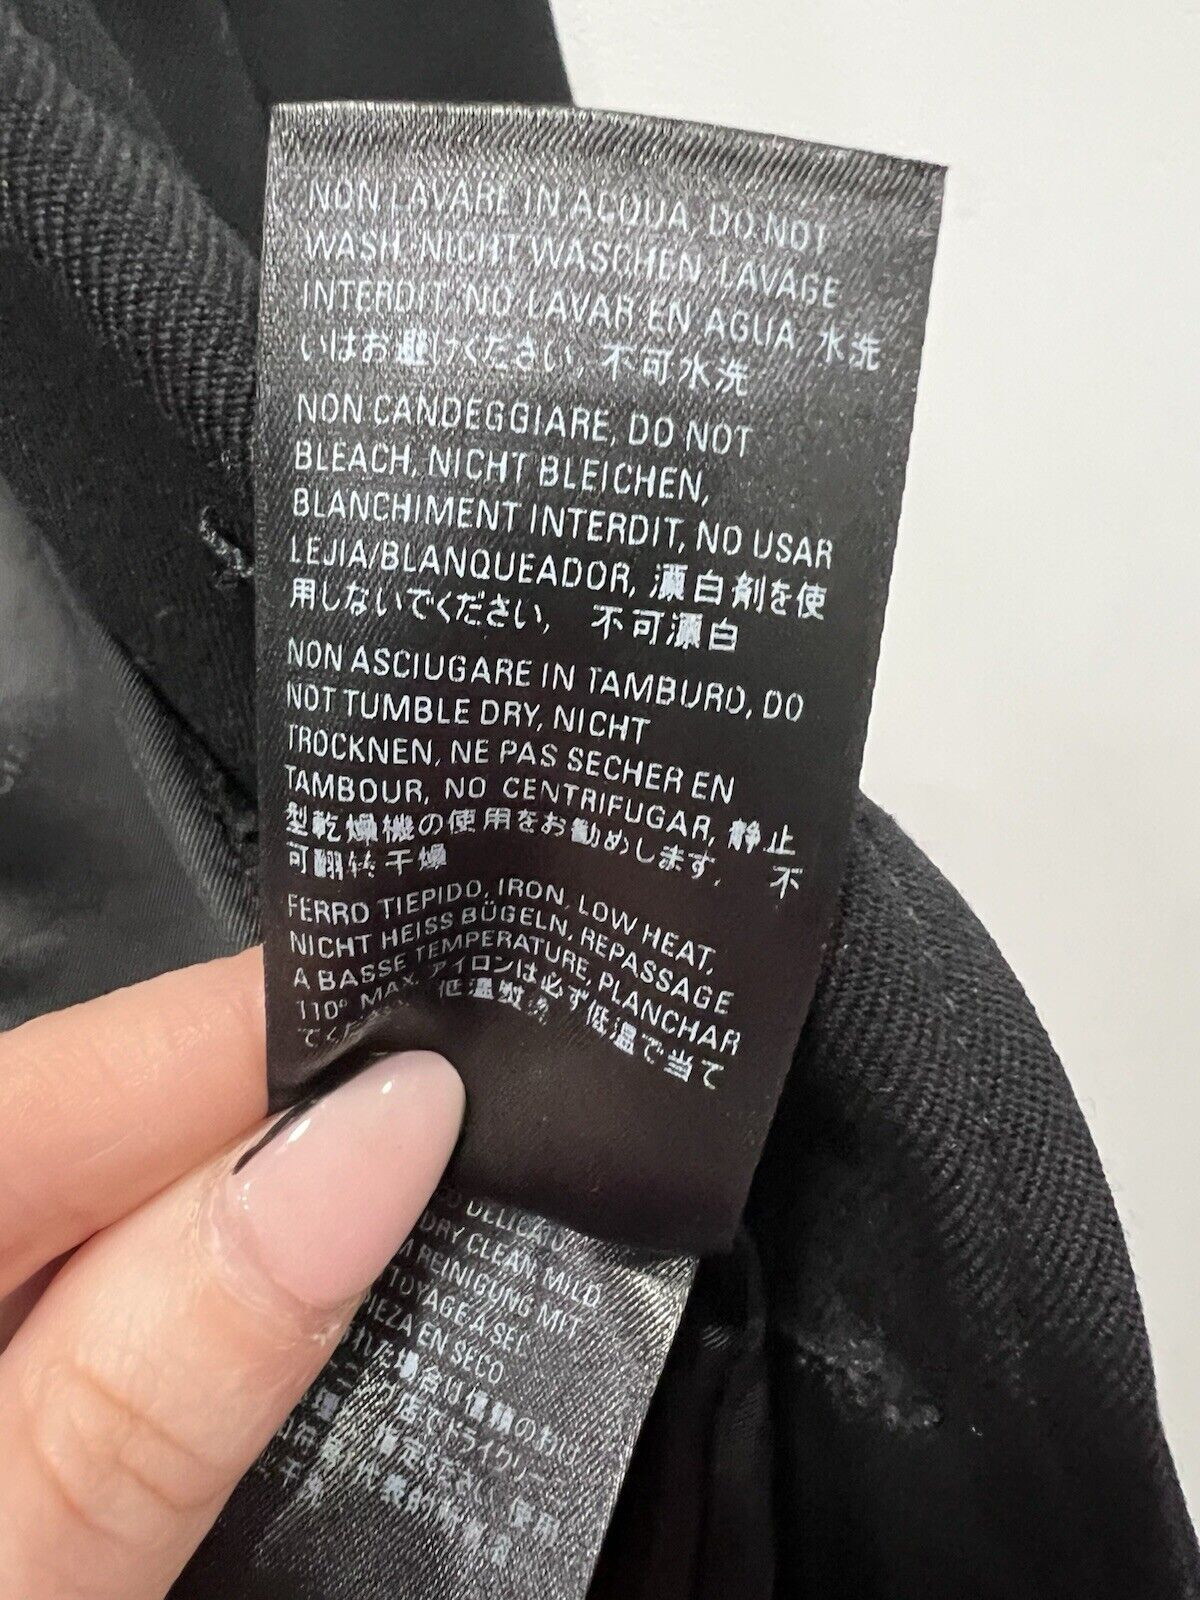 NON LAVARE IN ACQUA, DO NOT
WASH, NICHT WASCHEN, LAVAGE
INTERDIT, NO LAVAR EN AGUA, 水洗
いはお避けください, 不可水洗
NON CANDEGGIARE, DO NOT
BLEACH, NICHT BLEICHEN,
BLANCHIMENT INTERDIT, NO USAR
LEJIA/BLANQUEADOR, 漂白剤を使
用しないでください, 不可漂白
NON ASCIUGARE IN TAMBURO, DO
NOT TUMBLE DRY, NICHT
TROCKNEN, NE PAS SECHER EN
TAMBOUR, NO CENTRIFUGAR, 静止
型乾燥機の使用をお勧めします, 不
可翻转干燥
FERRO TIEPIDO, IRON, LOW HEAT,
NICHT HEISS BÜGELN, REPASSAGE
A BASSE TEMPERATURE, PLANCHAR
110° MAX, アイロンは必ず低温で当て
低温熨烫
DELICATO
DRY CLEAN, MILD
REINIGUNG MIT
A SEC
EN SECO